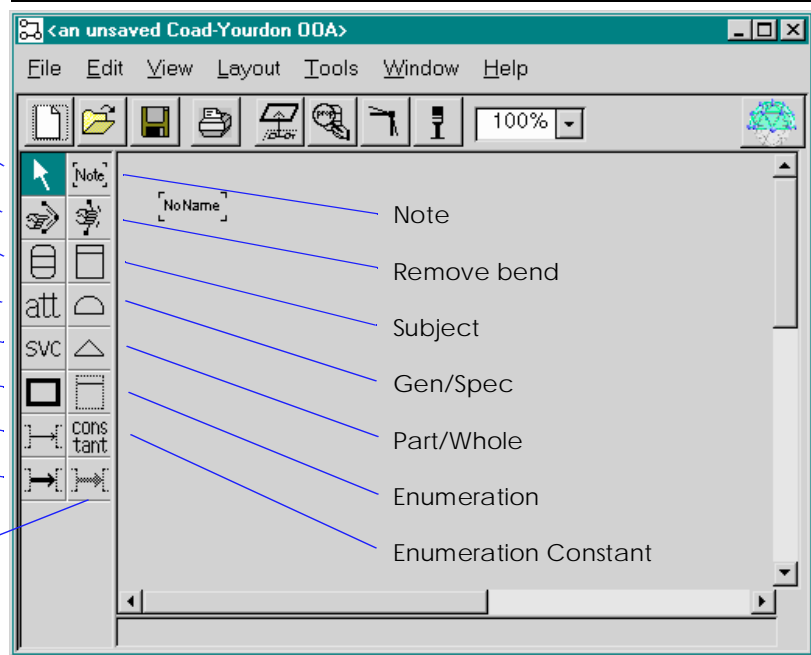 <an unsaved Coad-Yourdon OOA>
File Edit View Layout Tools Window Help
100%
[Note]
NoName
Note
Remove bend
Subject
att
Gen/Spec
svc
Part/Whole
Enumeration
cons
tant
Enumeration Constant